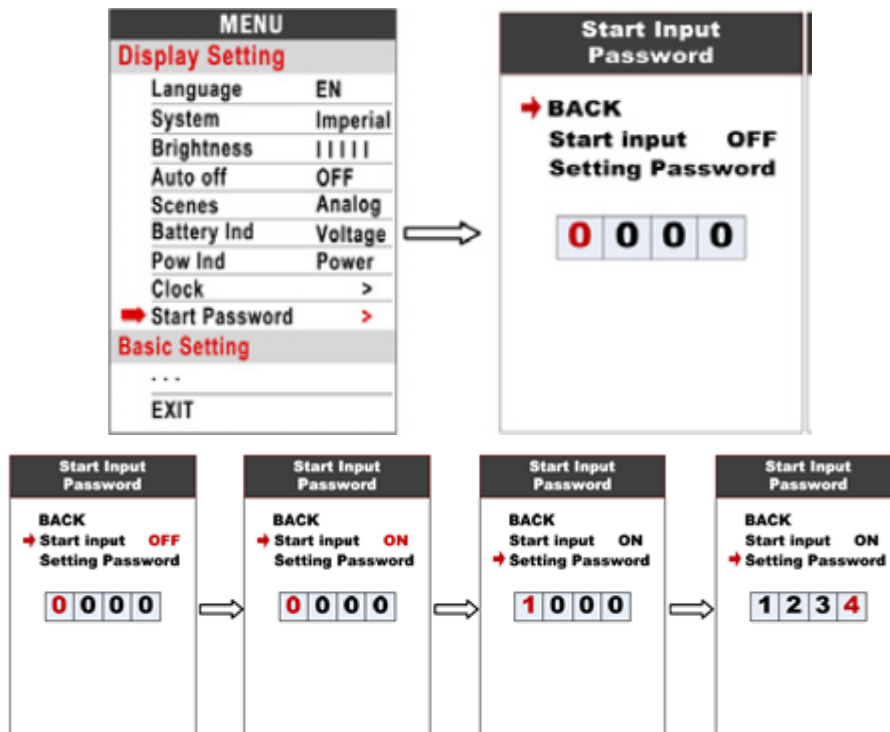 MENU
Display Setting
Language EN
System Imperial
Brightness | | | | |
Auto off OFF
Scenes Analog
Battery Ind Voltage
Pow Ind Power
Clock >
Start Password >
Basic Setting
. . .
EXIT
Start Input
Password
BACK
Start input OFF
Setting Password
0 0 0 0
Start Input
Password
BACK
Start input OFF
Setting Password
0 0 0 0
Start Input
Password
BACK
Start input ON
Setting Password
0 0 0 0
Start Input
Password
BACK
Start input ON
Setting Password
1 0 0 0
Start Input
Password
BACK
Start input ON
Setting Password
1 2 3 4